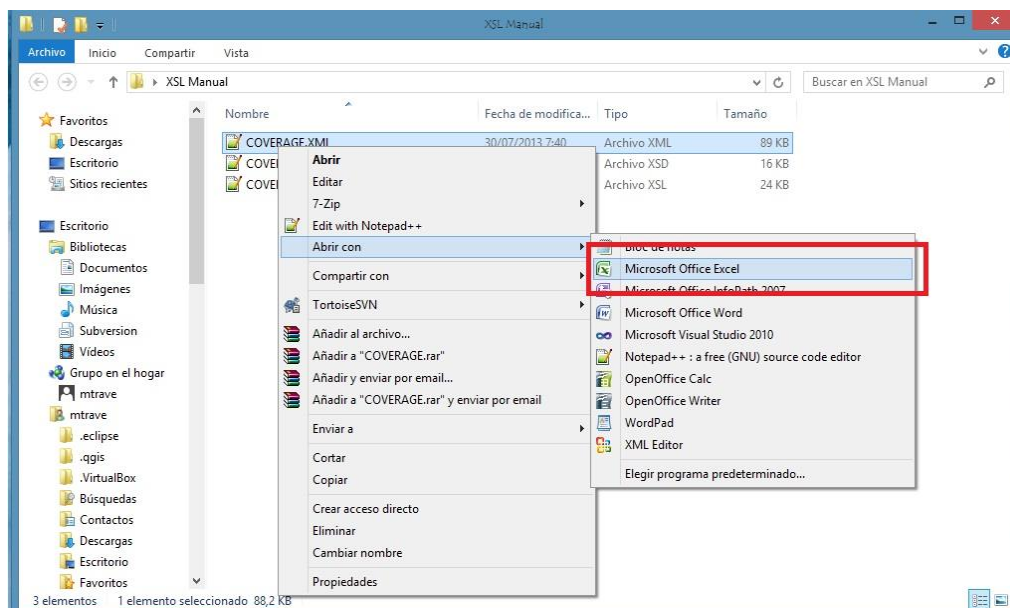 XSL Manual
Archivo Inicio Compartir Vista
XSL Manual
Buscar en XSL Manual
Nombre Fecha de modifica... Tipo Tamaño
COVERAGE.XML 30/07/2013 7:40 Archivo XML 89 KB
Archivo XSD 16 KB
Archivo XSL 24 KB
Favoritos
Descargas
Escritorio
Sitios recientes
Escritorio
Bibliotecas
Documentos
Imágenes
Música
Subversion
Vídeos
Grupo en el hogar
mtrave
mtrave
.eclipse
.qgis
.VirtualBox
Búsquedas
Contactos
Descargas
Escritorio
Favoritos
Abrir
Editar
7-Zip
Edit with Notepad++
Abrir con
Compartir con
TortoiseSVN
Añadir al archivo...
Añadir a "COVERAGE.rar"
Añadir y enviar por email...
Añadir a "COVERAGE.rar" y enviar por email
Enviar a
Cortar
Copiar
Crear acceso directo
Eliminar
Cambiar nombre
Propiedades
Bloc de notas
Microsoft Office Excel
Microsoft Office InfoPath 2007
Microsoft Office Word
Microsoft Visual Studio 2010
Notepad++ : a free (GNU) source code editor
OpenOffice Calc
OpenOffice Writer
WordPad
XML Editor
Elegir programa predeterminado...
3 elementos 1 elemento seleccionado 88,2 KB